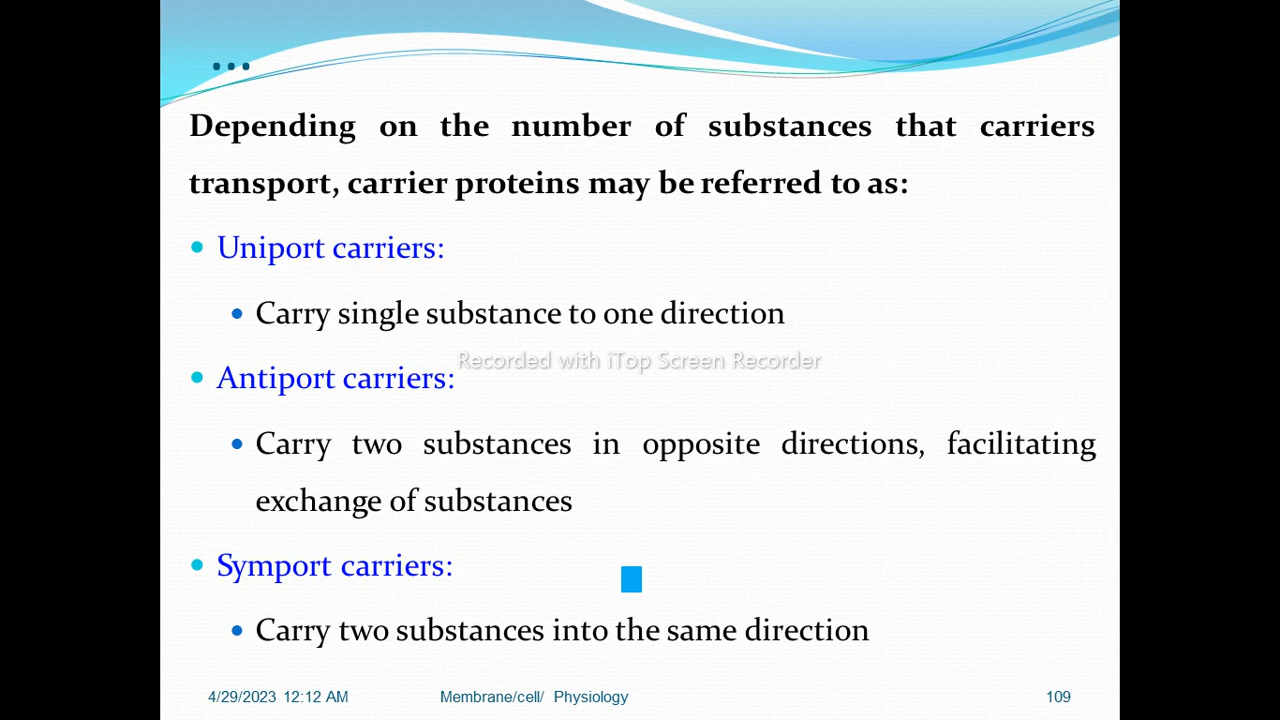 ...
Depending on the number of substances that carriers
transport, carrier proteins may be referred to as:
• Uniport carriers:
• Carry single substance to one direction
Recorded with iTop Screen Recorder
• Antiport carriers:
• Carry two substances in opposite directions, facilitating
exchange of substances
• Symport carriers:
• Carry two substances into the same direction
4/29/2023 12:12 AM Membrane/cell/ Physiology 109